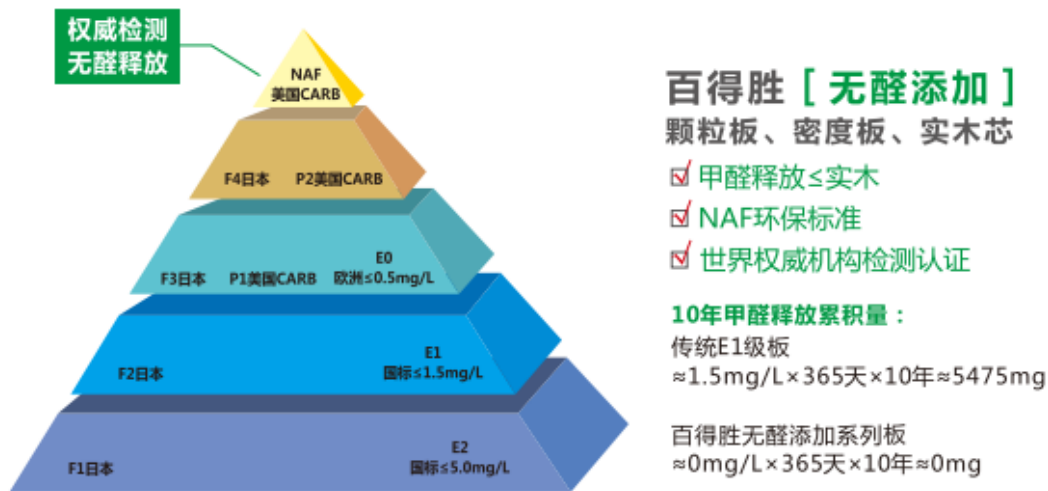 权威检测
无醛释放
NAF
美国CARB
F4日本 P2美国CARB
F3日本 P1美国CARB
E0
欧洲≤0.5mg/L
F2日本
E1
国标≤1.5mg/L
F1日本
E2
国标≤5.0mg/L
百得胜[无醛添加]
颗粒板、密度板、实木芯
甲醛释放≤实木
NAF环保标准
世界权威机构检测认证
10年甲醛释放累积量：
传统E1级板
≈1.5mg/L×365天×10年≈5475mg
百得胜无醛添加系列板
≈0mg/L×365天×10年≈0mg